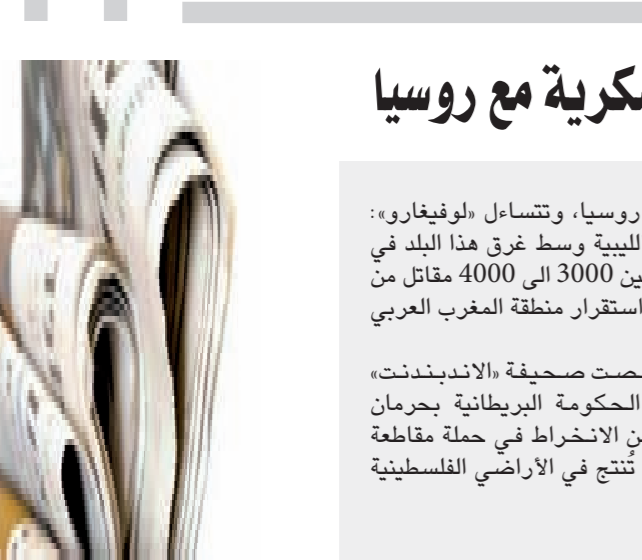 كرية مع روسيا
روسيا، وتتساءل «لوفيغارو»:
لليبية وسط غرق هذا البلد في
ين 3000 الى 4000 مقاتل من
استقرار منطقة المغرب العربي
صت صحيفة «الاندبندنت»
الحكومة البريطانية بحرمان
ن الانخراط في حملة مقاطعة
تُنتج في الأراضي الفلسطينية